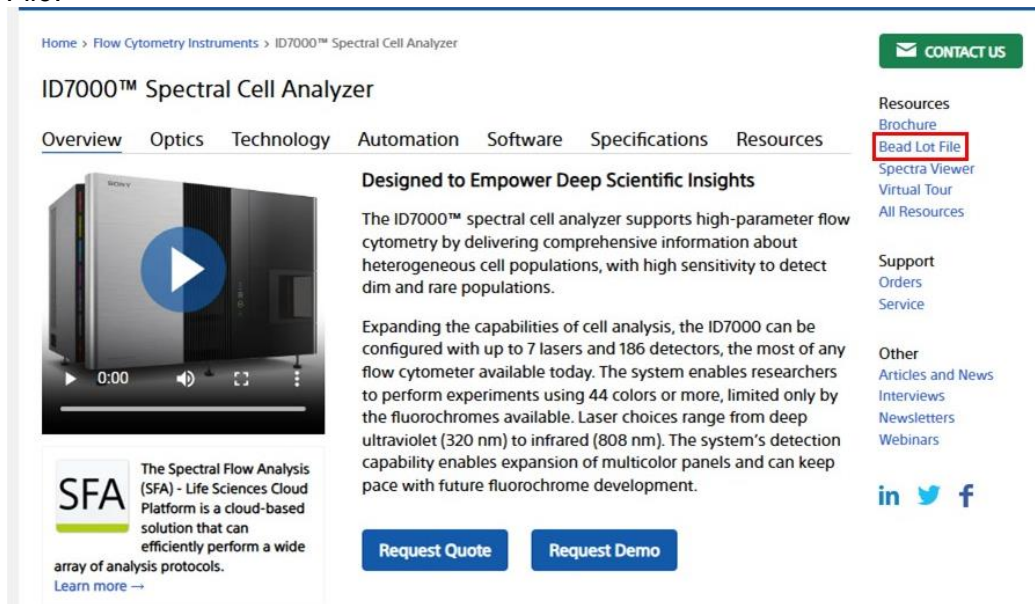 Home > Flow Cytometry Instruments > ID7000™ Spectral Cell Analyzer
ID7000™ Spectral Cell Analyzer
Overview Optics Technology Automation Software Specifications Resources
SONY
0:00
SFA
The Spectral Flow Analysis
(SFA) - Life Sciences Cloud
Platform is a cloud-based
solution that can
efficiently perform a wide
array of analysis protocols.
Learn more →
Designed to Empower Deep Scientific Insights
The ID7000™ spectral cell analyzer supports high-parameter flow
cytometry by delivering comprehensive information about
heterogeneous cell populations, with high sensitivity to detect
dim and rare populations.
Expanding the capabilities of cell analysis, the ID7000 can be
configured with up to 7 lasers and 186 detectors, the most of any
flow cytometer available today. The system enables researchers
to perform experiments using 44 colors or more, limited only by
the fluorochromes available. Laser choices range from deep
ultraviolet (320 nm) to infrared (808 nm). The system's detection
capability enables expansion of multicolor panels and can keep
pace with future fluorochrome development.
Request Quote Request Demo
CONTACT US
Resources
Brochure
Bead Lot File
Spectra Viewer
Virtual Tour
All Resources
Support
Orders
Service
Other
Articles and News
Interviews
Newsletters
Webinars
in f